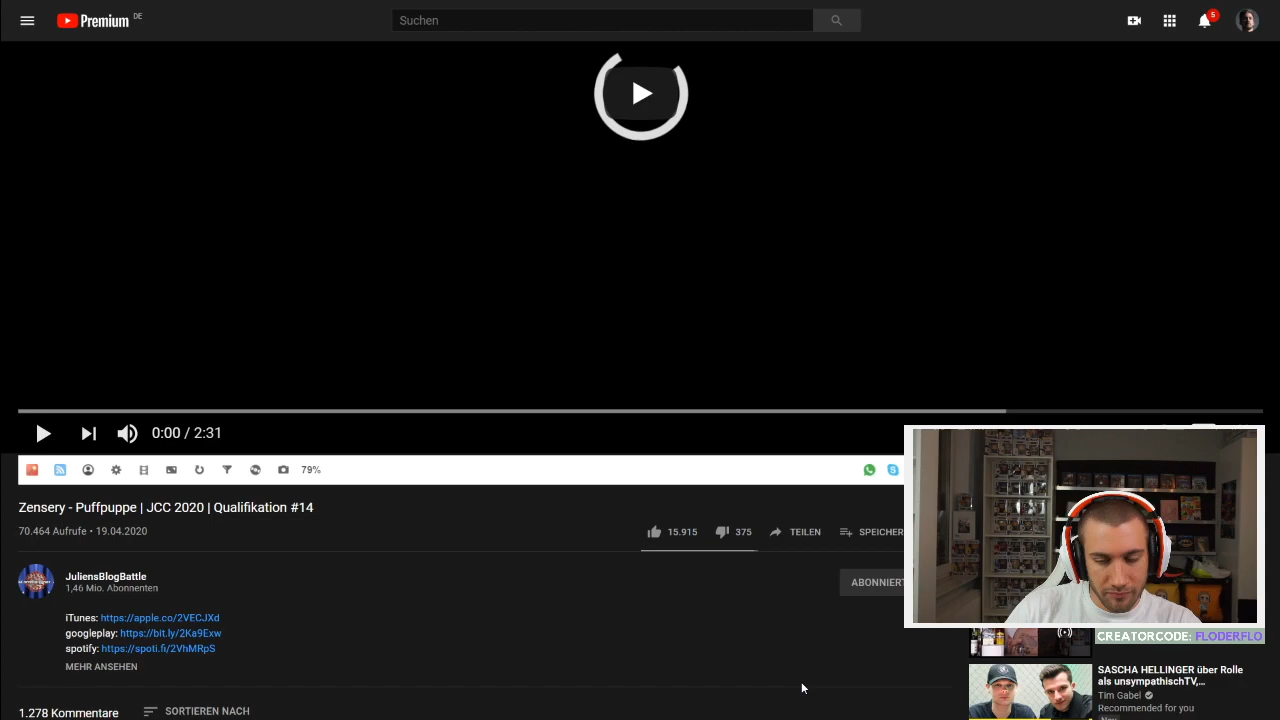 Premium DE
Suchen
5
0:00 / 2:31
79%
Zensery - Puffpuppe | JCC 2020 | Qualifikation #14
70.464 Aufrufe • 19.04.2020
15.915
375
TEILEN
SPEICHER
JuliensBlogBattle
1,46 Mio. Abonnenten
ABONNIERT
iTunes: https://apple.co/2VECJXd
googleplay: https://bit.ly/2Ka9Exw
spotify: https://spoti.fi/2VhMRpS
MEHR ANSEHEN
1.278 Kommentare
SORTIEREN NACH
CREATORCODE: FLODERFLO
SASCHA HELLINGER über Rolle
als unsympathischTV,...
Tim Gabel
Recommended for you